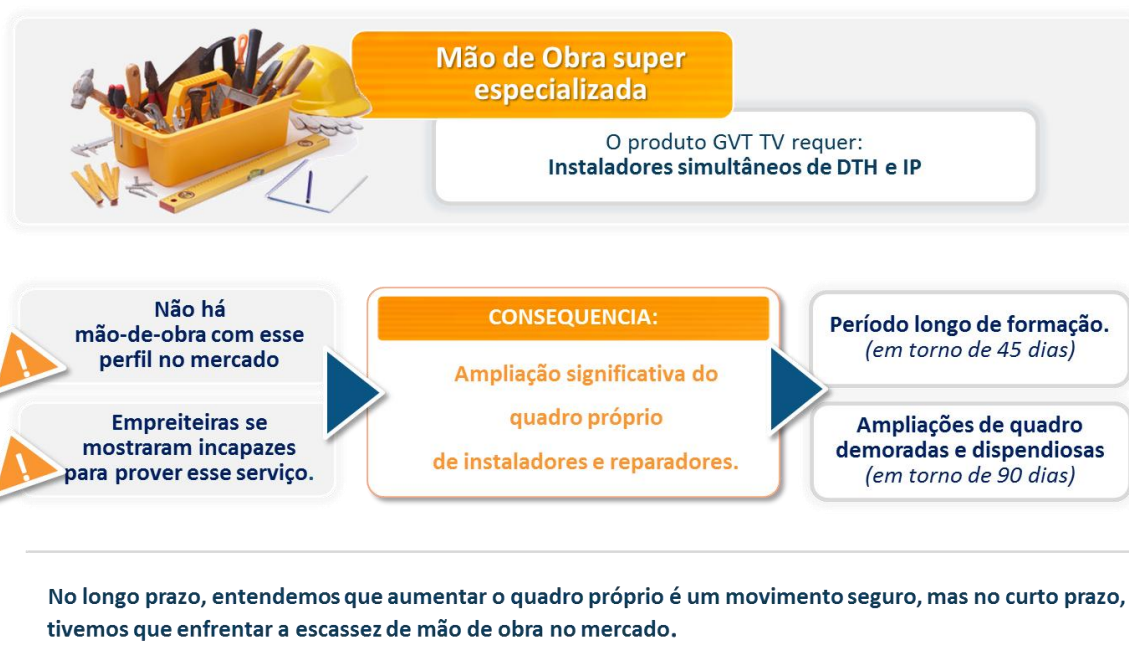 Mão de Obra super
especializada
O produto GVT TV requer:
Instaladores simultâneos de DTH e IP
Não há
mão-de-obra com esse
perfil no mercado
!
Empreiteiras se
mostraram incapazes
para prover esse serviço.
!
CONSEQUENCIA:
Ampliação significativa do
quadro próprio
de instaladores e reparadores.
Período longo de formação.
(em torno de 45 dias)
Ampliações de quadro
demoradas e dispendiosas
(em torno de 90 dias)
No longo prazo, entendemos que aumentar o quadro próprio é um movimento seguro, mas no curto prazo,
tivemos que enfrentar a escassez de mão de obra no mercado.